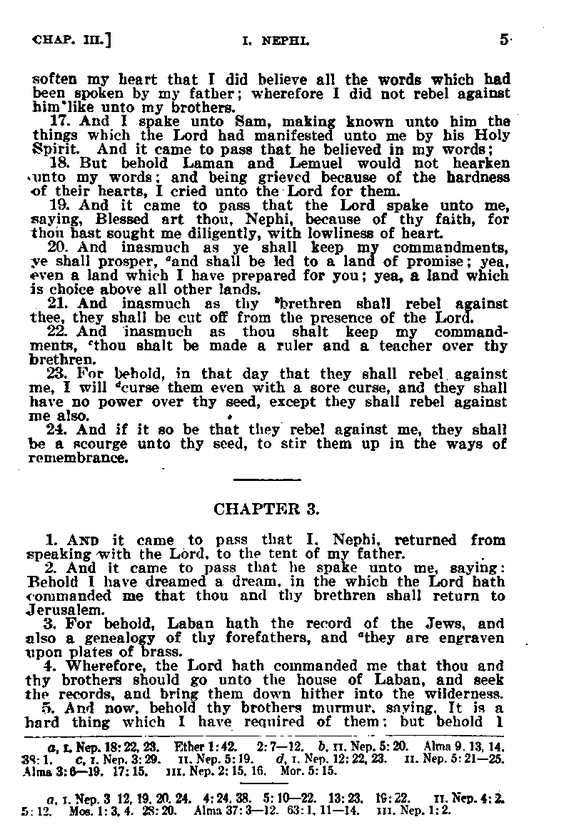 CHAP. III.] I. NEPHI. 5
soften my heart that I did believe all the words which had
been spoken by my father; wherefore I did not rebel against
him like unto my brothers.
17. And I spake unto Sam, making known unto him the
things which the Lord had manifested unto me by his Holy
Spirit. And it came to pass that he believed in my words;
18. But behold Laman and Lemuel would not hearken
unto my words; and being grieved because of the hardness
of their hearts, I cried unto the Lord for them.
19. And it came to pass that the Lord spake unto me,
saying, Blessed art thou, Nephi, because of thy faith, for
thou hast sought me diligently, with lowliness of heart.
20. And inasmuch as ye shall keep my commandments,
ye shall prosper, ᵃand shall be led to a land of promise; yea,
even a land which I have prepared for you; yea, a land which
is choice above all other lands.
21. And inasmuch as thy ᵇbrethren shall rebel against
thee, they shall be cut off from the presence of the Lord.
22. And inasmuch as thou shalt keep my command-
ments, ᶜthou shalt be made a ruler and a teacher over thy
brethren.
23. For behold, in that day that they shall rebel against
me, I will ᵈcurse them even with a sore curse, and they shall
have no power over thy seed, except they shall rebel against
me also.
24. And if it so be that they rebel against me, they shall
be a scourge unto thy seed, to stir them up in the ways of
remembrance.
CHAPTER 3.
1. AND it came to pass that I, Nephi, returned from
speaking with the Lord, to the tent of my father.
2. And it came to pass that he spake unto me, saying:
Behold I have dreamed a dream, in the which the Lord hath
commanded me that thou and thy brethren shall return to
Jerusalem.
3. For behold, Laban hath the record of the Jews, and
also a genealogy of thy forefathers, and ᵃthey are engraven
upon plates of brass.
4. Wherefore, the Lord hath commanded me that thou and
thy brothers should go unto the house of Laban, and seek
the records, and bring them down hither into the wilderness.
5. And now, behold thy brothers murmur, saying, It is a
hard thing which I have required of them; but behold I
a, I. Nep. 18:22, 23. Ether 1:42. 2:7—12. b, II. Nep. 5:20. Alma 9. 13, 14.
38:1. c, I. Nep. 3:29. II. Nep. 5:19. d, I. Nep. 12:22, 23. II. Nep. 5:21—25.
Alma 3:6—19. 17:15. III. Nep. 2:15, 16. Mor. 5:15.
a, I. Nep. 3 12, 19, 20, 24. 4:24, 38. 5:10—22. 13:23. 19:22. II. Nep. 4:2.
5:12. Mos. 1:3, 4. 28:20. Alma 37:3—12. 63:1, 11—14. III. Nep. 1:2.